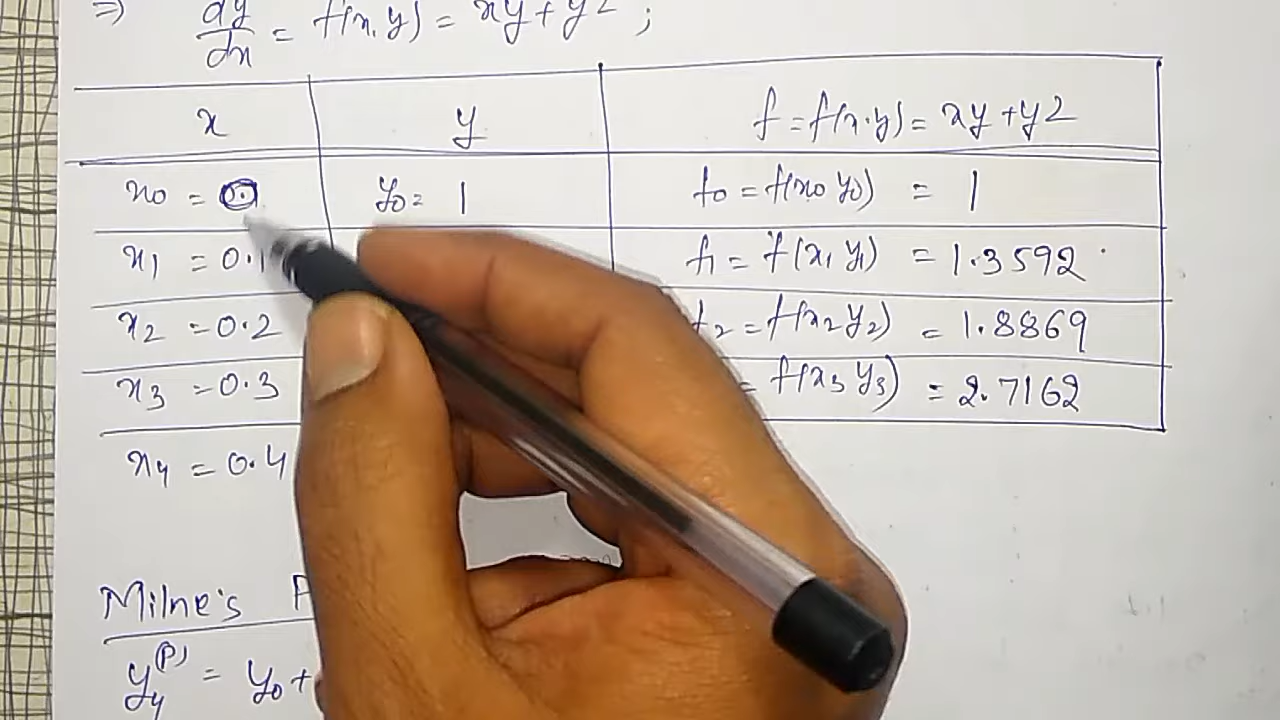 ⇒ dy/dx = f(x,y) = xy + y2 ;
x y f = f(x.y) = xy + y2
x0 = 0. y0 = 1 f0 = f(x0 y0) = 1
x1 = 0.1 f1 = f(x1 y1) = 1.3592
x2 = 0.2 f2 = f(x2 y2) = 1.8869
x3 = 0.3 = f(x3 y3) = 2.7162
x4 = 0.4
Milne's P
y4(P) = y0 +